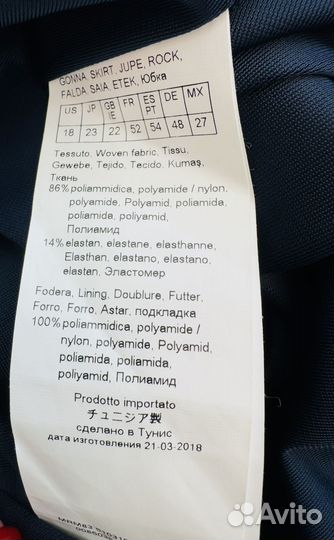 GONNA, SKIRT, JUPE, ROCK,
FALDA, SAIA, ETEK, Юбка
US JP GB IE FR ES PT DE MX
18 23 22 52 54 48 27
Tessuto, Woven fabric, Tissu,
Gewebe, Tejido, Tecido, Kumaş,
Ткань
86% poliammidica, polyamide / nylon,
polyamide, Polyamid, poliamida,
poliamida, poliyamid,
Полиамид
14% elastan, elastane, elasthanne,
Elasthan, elastano, elastano,
elastan, Эластомер
Fodera, Lining, Doublure, Futter,
Forro, Forro, Astar, подкладка
100% poliammidica, polyamide /
nylon, polyamide, Polyamid,
poliamida, poliamida,
poliyamid, Полиамид
Prodotto importato
チュニジア製
сделано в Тунис
дата изготовления 21-03-2018
Avito